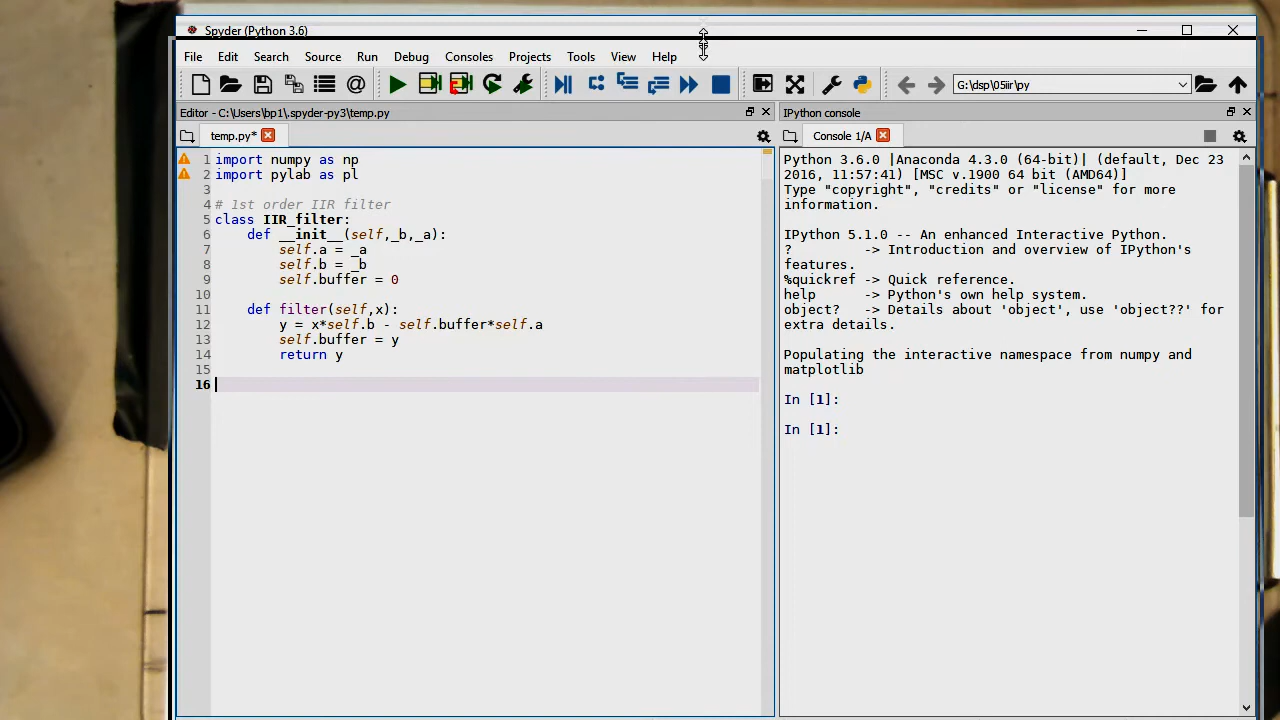 Spyder (Python 3.6)
File Edit Search Source Run Debug Consoles Projects Tools View Help
G:\dsp\05iir\py
Editor - C:\Users\bp1\.spyder-py3\temp.py
temp.py*
1 import numpy as np
2 import pylab as pl
3
4 # 1st order IIR filter
5 class IIR_filter:
6 def __init__(self,_b,_a):
7 self.a = _a
8 self.b = _b
9 self.buffer = 0
10
11 def filter(self,x):
12 y = x*self.b - self.buffer*self.a
13 self.buffer = y
14 return y
15
16
IPython console
Console 1/A
Python 3.6.0 |Anaconda 4.3.0 (64-bit)| (default, Dec 23
2016, 11:57:41) [MSC v.1900 64 bit (AMD64)]
Type "copyright", "credits" or "license" for more
information.
IPython 5.1.0 -- An enhanced Interactive Python.
? -> Introduction and overview of IPython's
features.
%quickref -> Quick reference.
help -> Python's own help system.
object? -> Details about 'object', use 'object??' for
extra details.
Populating the interactive namespace from numpy and
matplotlib
In [1]:
In [1]: